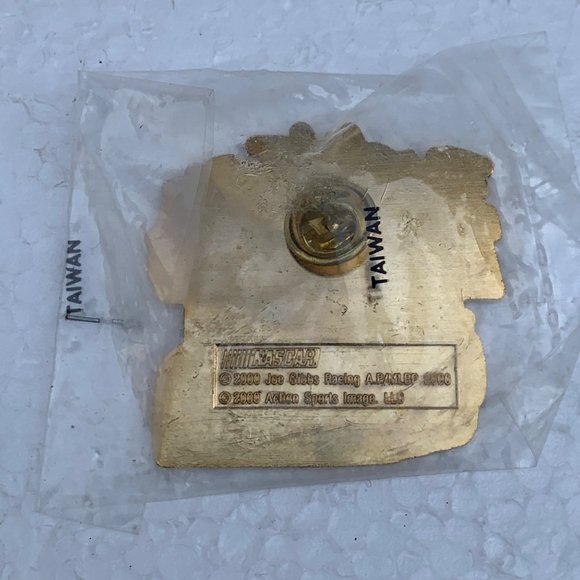 TAIWAN
TAIWAN
NASCAR
© 2000 Joe Gibbs Racing
© 2000 Action Sports Image, LLC